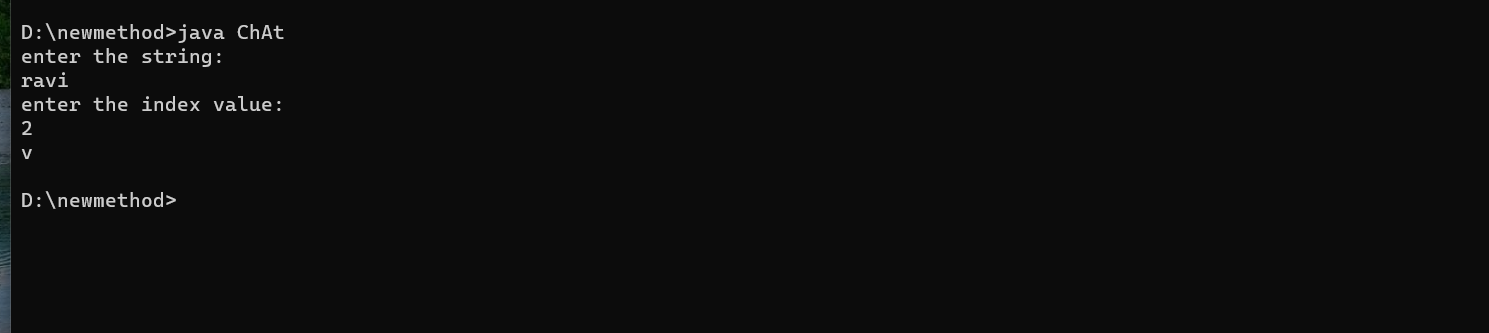 D:\newmethod>java ChAt
enter the string:
ravi
enter the index value:
2
v
D:\newmethod>